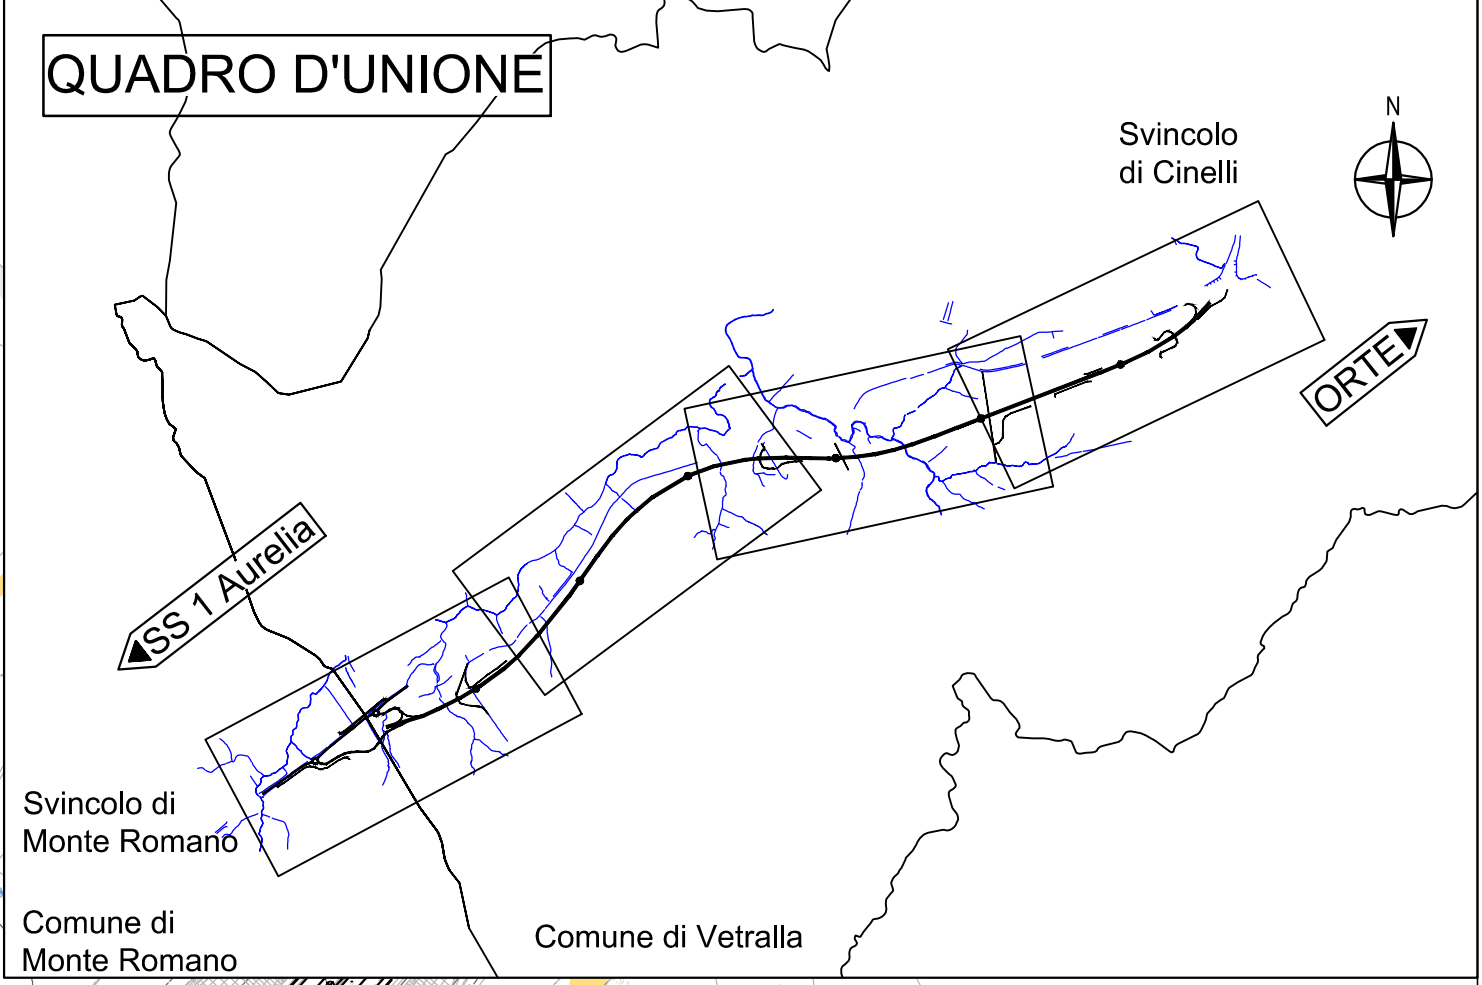 QUADRO D'UNIONE
N
Svincolo
di Cinelli
ORTE
SS 1 Aurelia
Svincolo di
Monte Romano
Comune di
Monte Romano
Comune di Vetralla